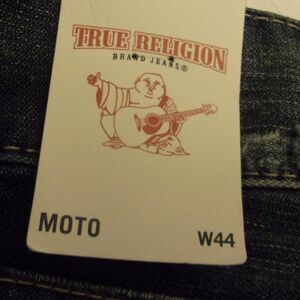 TRUE RELIGION
BRAND JEANS®
MOTO
W44